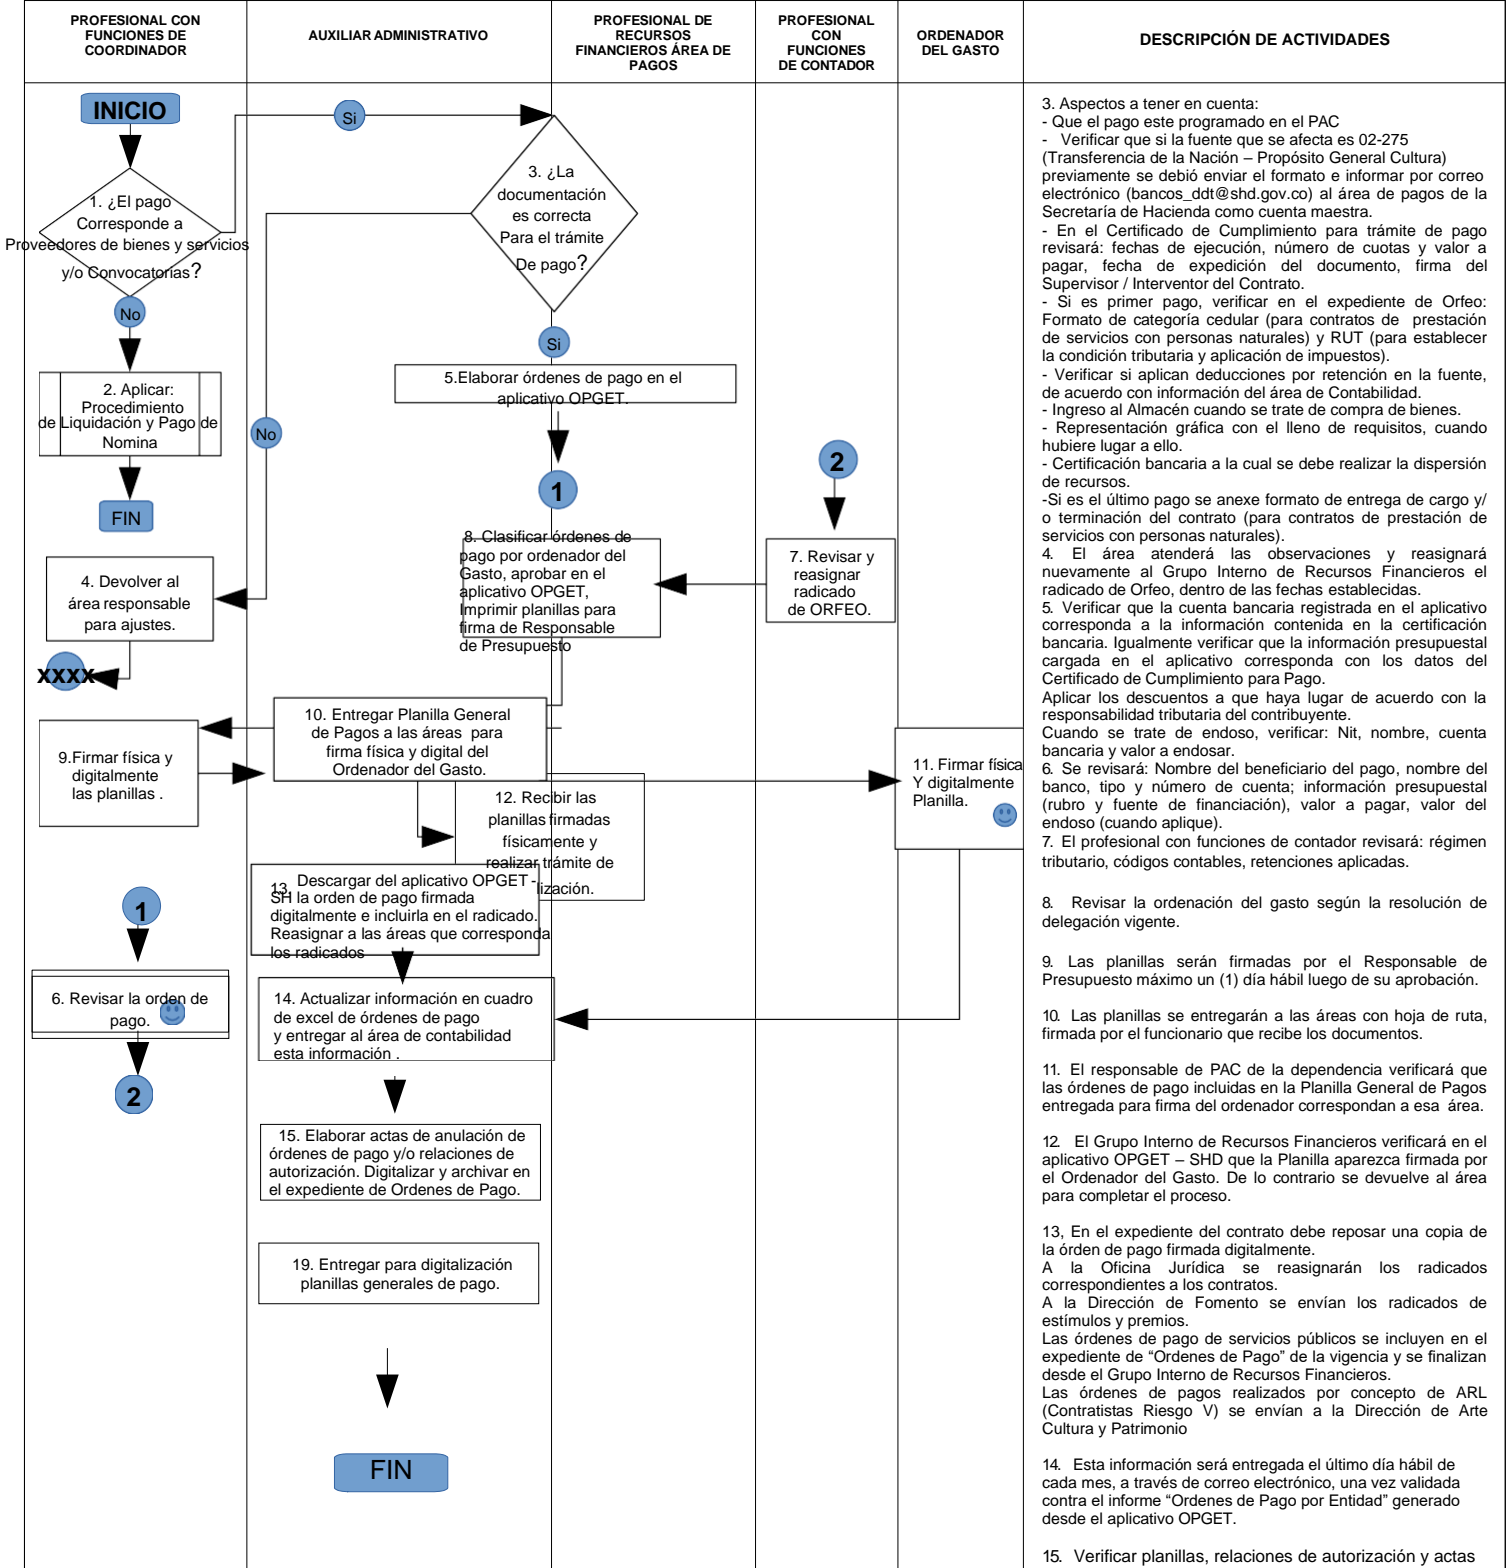 PROFESIONAL CON
FUNCIONES DE
COORDINADOR
AUXILIAR ADMINISTRATIVO
PROFESIONAL DE
RECURSOS
FINANCIEROS ÁREA DE
PAGOS
PROFESIONAL
CON
FUNCIONES
DE CONTADOR
ORDENADOR
DEL GASTO
DESCRIPCIÓN DE ACTIVIDADES
INICIO
Si
1. ¿El pago
Corresponde a
Proveedores de bienes y servicios
y/o Convocatorias?
No
2. Aplicar:
Procedimiento
de Liquidación y Pago de
Nomina
FIN
3. ¿La
documentación
es correcta
Para el trámite
De pago?
Si
No
5.Elaborar órdenes de pago en el
aplicativo OPGET.
1
2
4. Devolver al
área responsable
para ajustes.
xxxx
8. Clasificar órdenes de
pago por ordenador del
Gasto, aprobar en el
aplicativo OPGET,
Imprimir planillas para
firma de Responsable
de Presupuesto
7. Revisar y
reasignar
radicado
de ORFEO.
9.Firmar física y
digitalmente
las planillas .
10. Entregar Planilla General
de Pagos a las áreas para
firma física y digital del
Ordenador del Gasto.
11. Firmar física
Y digitalmente
Planilla.
12. Recibir las
planillas firmadas
físicamente y
realizar trámite de
lización.
13. Descargar del aplicativo OPGET -
SH la orden de pago firmada
digitalmente e incluirla en el radicado.
Reasignar a las áreas que corresponda
los radicados
1
6. Revisar la orden de
pago.
2
14. Actualizar información en cuadro
de excel de órdenes de pago
y entregar al área de contabilidad
esta información .
15. Elaborar actas de anulación de
órdenes de pago y/o relaciones de
autorización. Digitalizar y archivar en
el expediente de Ordenes de Pago.
19. Entregar para digitalización
planillas generales de pago.
FIN
3. Aspectos a tener en cuenta:
- Que el pago este programado en el PAC
- Verificar que si la fuente que se afecta es 02-275
(Transferencia de la Nación – Propósito General Cultura)
previamente se debió enviar el formato e informar por correo
electrónico (bancos_ddt@shd.gov.co) al área de pagos de la
Secretaría de Hacienda como cuenta maestra.
- En el Certificado de Cumplimiento para trámite de pago
revisará: fechas de ejecución, número de cuotas y valor a
pagar, fecha de expedición del documento, firma del
Supervisor / Interventor del Contrato.
- Si es primer pago, verificar en el expediente de Orfeo:
Formato de categoría cedular (para contratos de prestación
de servicios con personas naturales) y RUT (para establecer
la condición tributaria y aplicación de impuestos).
- Verificar si aplican deducciones por retención en la fuente,
de acuerdo con información del área de Contabilidad.
- Ingreso al Almacén cuando se trate de compra de bienes.
- Representación gráfica con el lleno de requisitos, cuando
hubiere lugar a ello.
- Certificación bancaria a la cual se debe realizar la dispersión
de recursos.
-Si es el último pago se anexe formato de entrega de cargo y/
o terminación del contrato (para contratos de prestación de
servicios con personas naturales).
4. El área atenderá las observaciones y reasignará
nuevamente al Grupo Interno de Recursos Financieros el
radicado de Orfeo, dentro de las fechas establecidas.
5. Verificar que la cuenta bancaria registrada en el aplicativo
corresponda a la información contenida en la certificación
bancaria. Igualmente verificar que la información presupuestal
cargada en el aplicativo corresponda con los datos del
Certificado de Cumplimiento para Pago.
Aplicar los descuentos a que haya lugar de acuerdo con la
responsabilidad tributaria del contribuyente.
Cuando se trate de endoso, verificar: Nit, nombre, cuenta
bancaria y valor a endosar.
6. Se revisará: Nombre del beneficiario del pago, nombre del
banco, tipo y número de cuenta; información presupuestal
(rubro y fuente de financiación), valor a pagar, valor del
endoso (cuando aplique).
7. El profesional con funciones de contador revisará: régimen
tributario, códigos contables, retenciones aplicadas.
8. Revisar la ordenación del gasto según la resolución de
delegación vigente.
9. Las planillas serán firmadas por el Responsable de
Presupuesto máximo un (1) día hábil luego de su aprobación.
10. Las planillas se entregarán a las áreas con hoja de ruta,
firmada por el funcionario que recibe los documentos.
11. El responsable de PAC de la dependencia verificará que
las órdenes de pago incluidas en la Planilla General de Pagos
entregada para firma del ordenador correspondan a esa área.
12. El Grupo Interno de Recursos Financieros verificará en el
aplicativo OPGET – SHD que la Planilla aparezca firmada por
el Ordenador del Gasto. De lo contrario se devuelve al área
para completar el proceso.
13, En el expediente del contrato debe reposar una copia de
la órden de pago firmada digitalmente.
A la Oficina Jurídica se reasignarán los radicados
correspondientes a los contratos.
A la Dirección de Fomento se envían los radicados de
estímulos y premios.
Las órdenes de pago de servicios públicos se incluyen en el
expediente de “Ordenes de Pago” de la vigencia y se finalizan
desde el Grupo Interno de Recursos Financieros.
Las órdenes de pagos realizados por concepto de ARL
(Contratistas Riesgo V) se envían a la Dirección de Arte
Cultura y Patrimonio
14. Esta información será entregada el último día hábil de
cada mes, a través de correo electrónico, una vez validada
contra el informe “Ordenes de Pago por Entidad” generado
desde el aplicativo OPGET.
15. Verificar planillas, relaciones de autorización y actas